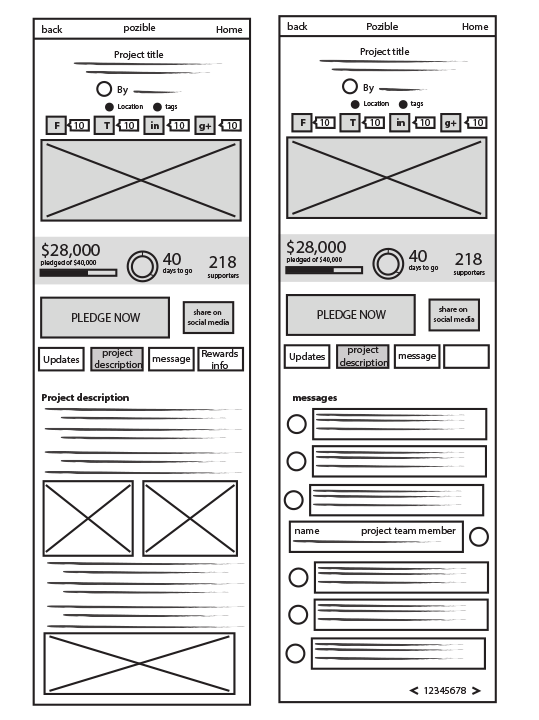 back pozible Home
Project title
By
Location tags
F 10 T 10 in 10 g+ 10
$28,000
pledged of $40,000
40
days to go
218
supporters
PLEDGE NOW
share on
social media
Updates
project
description
message
Rewards
info
Project description
back Pozible Home
Project title
By
Location tags
F 10 T 10 in 10 g+ 10
$28,000
pledged of $40,000
40
days to go
218
supporters
PLEDGE NOW
share on
social media
Updates
project
description
message
messages
name project team member
< 12345678 >